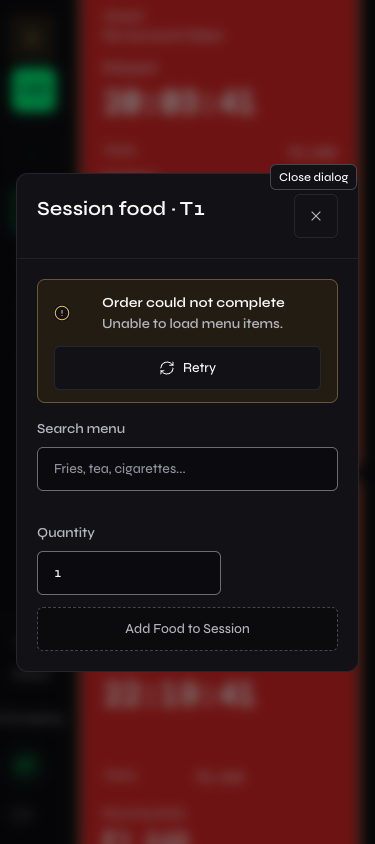 Close dialog
Session food · T1
Order could not complete
Unable to load menu items.
Retry
Search menu
Fries, tea, cigarettes...
Quantity
1
Add Food to Session